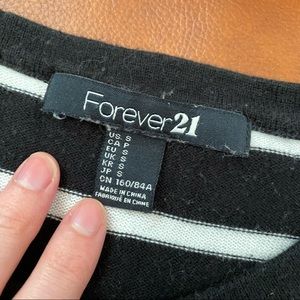 Forever21
US S
CA P
EU S
UK S
KR S
JP S
CN 160/84A
MADE IN CHINA
FABRIQUÉ EN CHINE